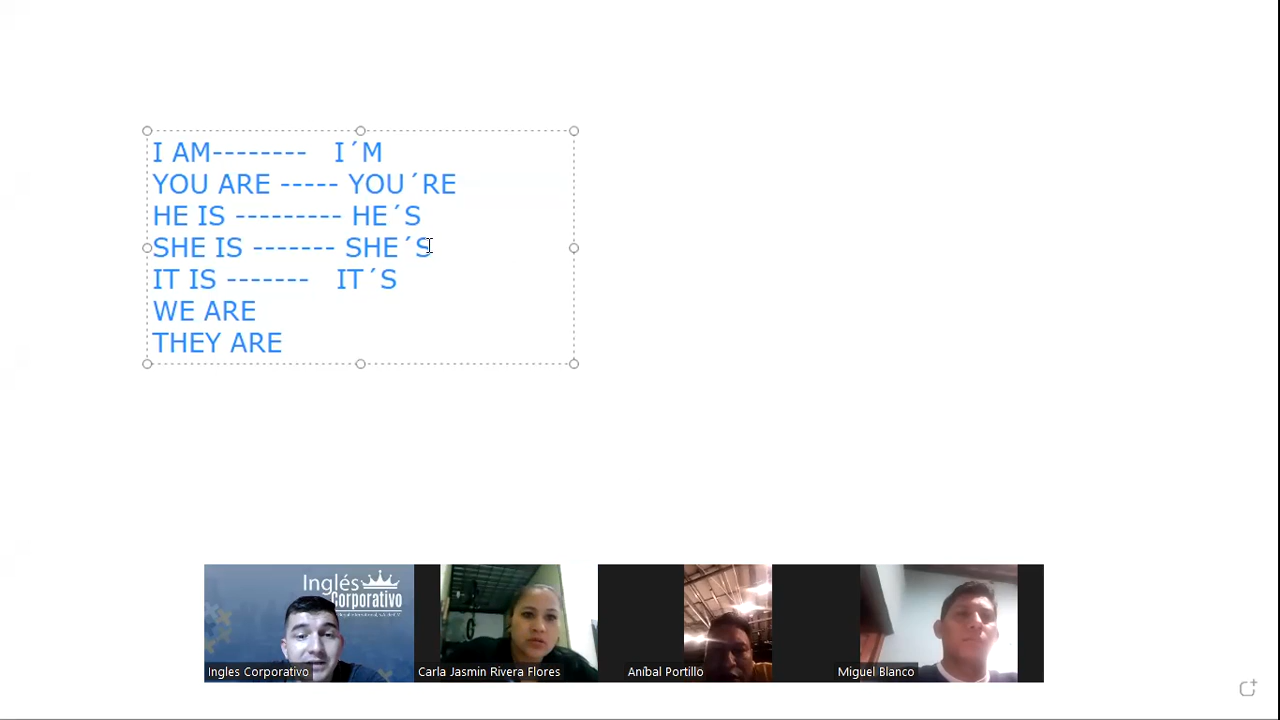 I AM-------- I´M
YOU ARE ----- YOU´RE
HE IS --------- HE´S
SHE IS ------- SHE´S
IT IS ------- IT´S
WE ARE
THEY ARE
Inglés
Corporativo
Ingles Corporativo
Carla Jasmin Rivera Flores
Aníbal Portillo
Miguel Blanco